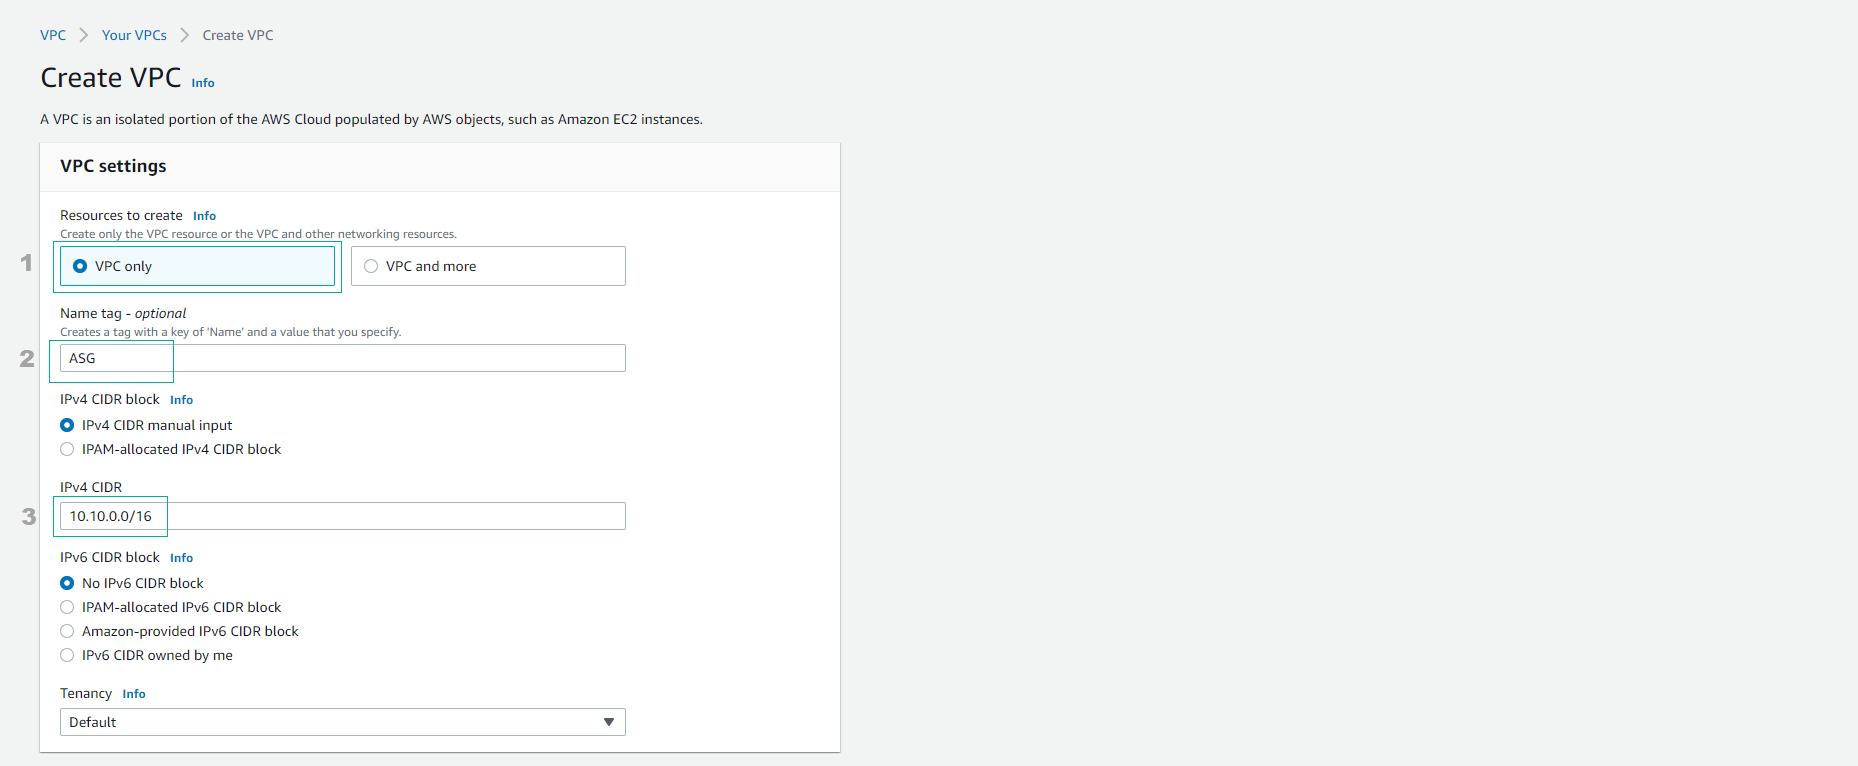 VPC > Your VPCs > Create VPC
Create VPC Info
A VPC is an isolated portion of the AWS Cloud populated by AWS objects, such as Amazon EC2 instances.
VPC settings
Resources to create Info
Create only the VPC resource or the VPC and other networking resources.
1 VPC only VPC and more
Name tag - optional
Creates a tag with a key of 'Name' and a value that you specify.
2 ASG
IPv4 CIDR block Info
IPv4 CIDR manual input
IPAM-allocated IPv4 CIDR block
IPv4 CIDR
3 10.10.0.0/16
IPv6 CIDR block Info
No IPv6 CIDR block
IPAM-allocated IPv6 CIDR block
Amazon-provided IPv6 CIDR block
IPv6 CIDR owned by me
Tenancy Info
Default